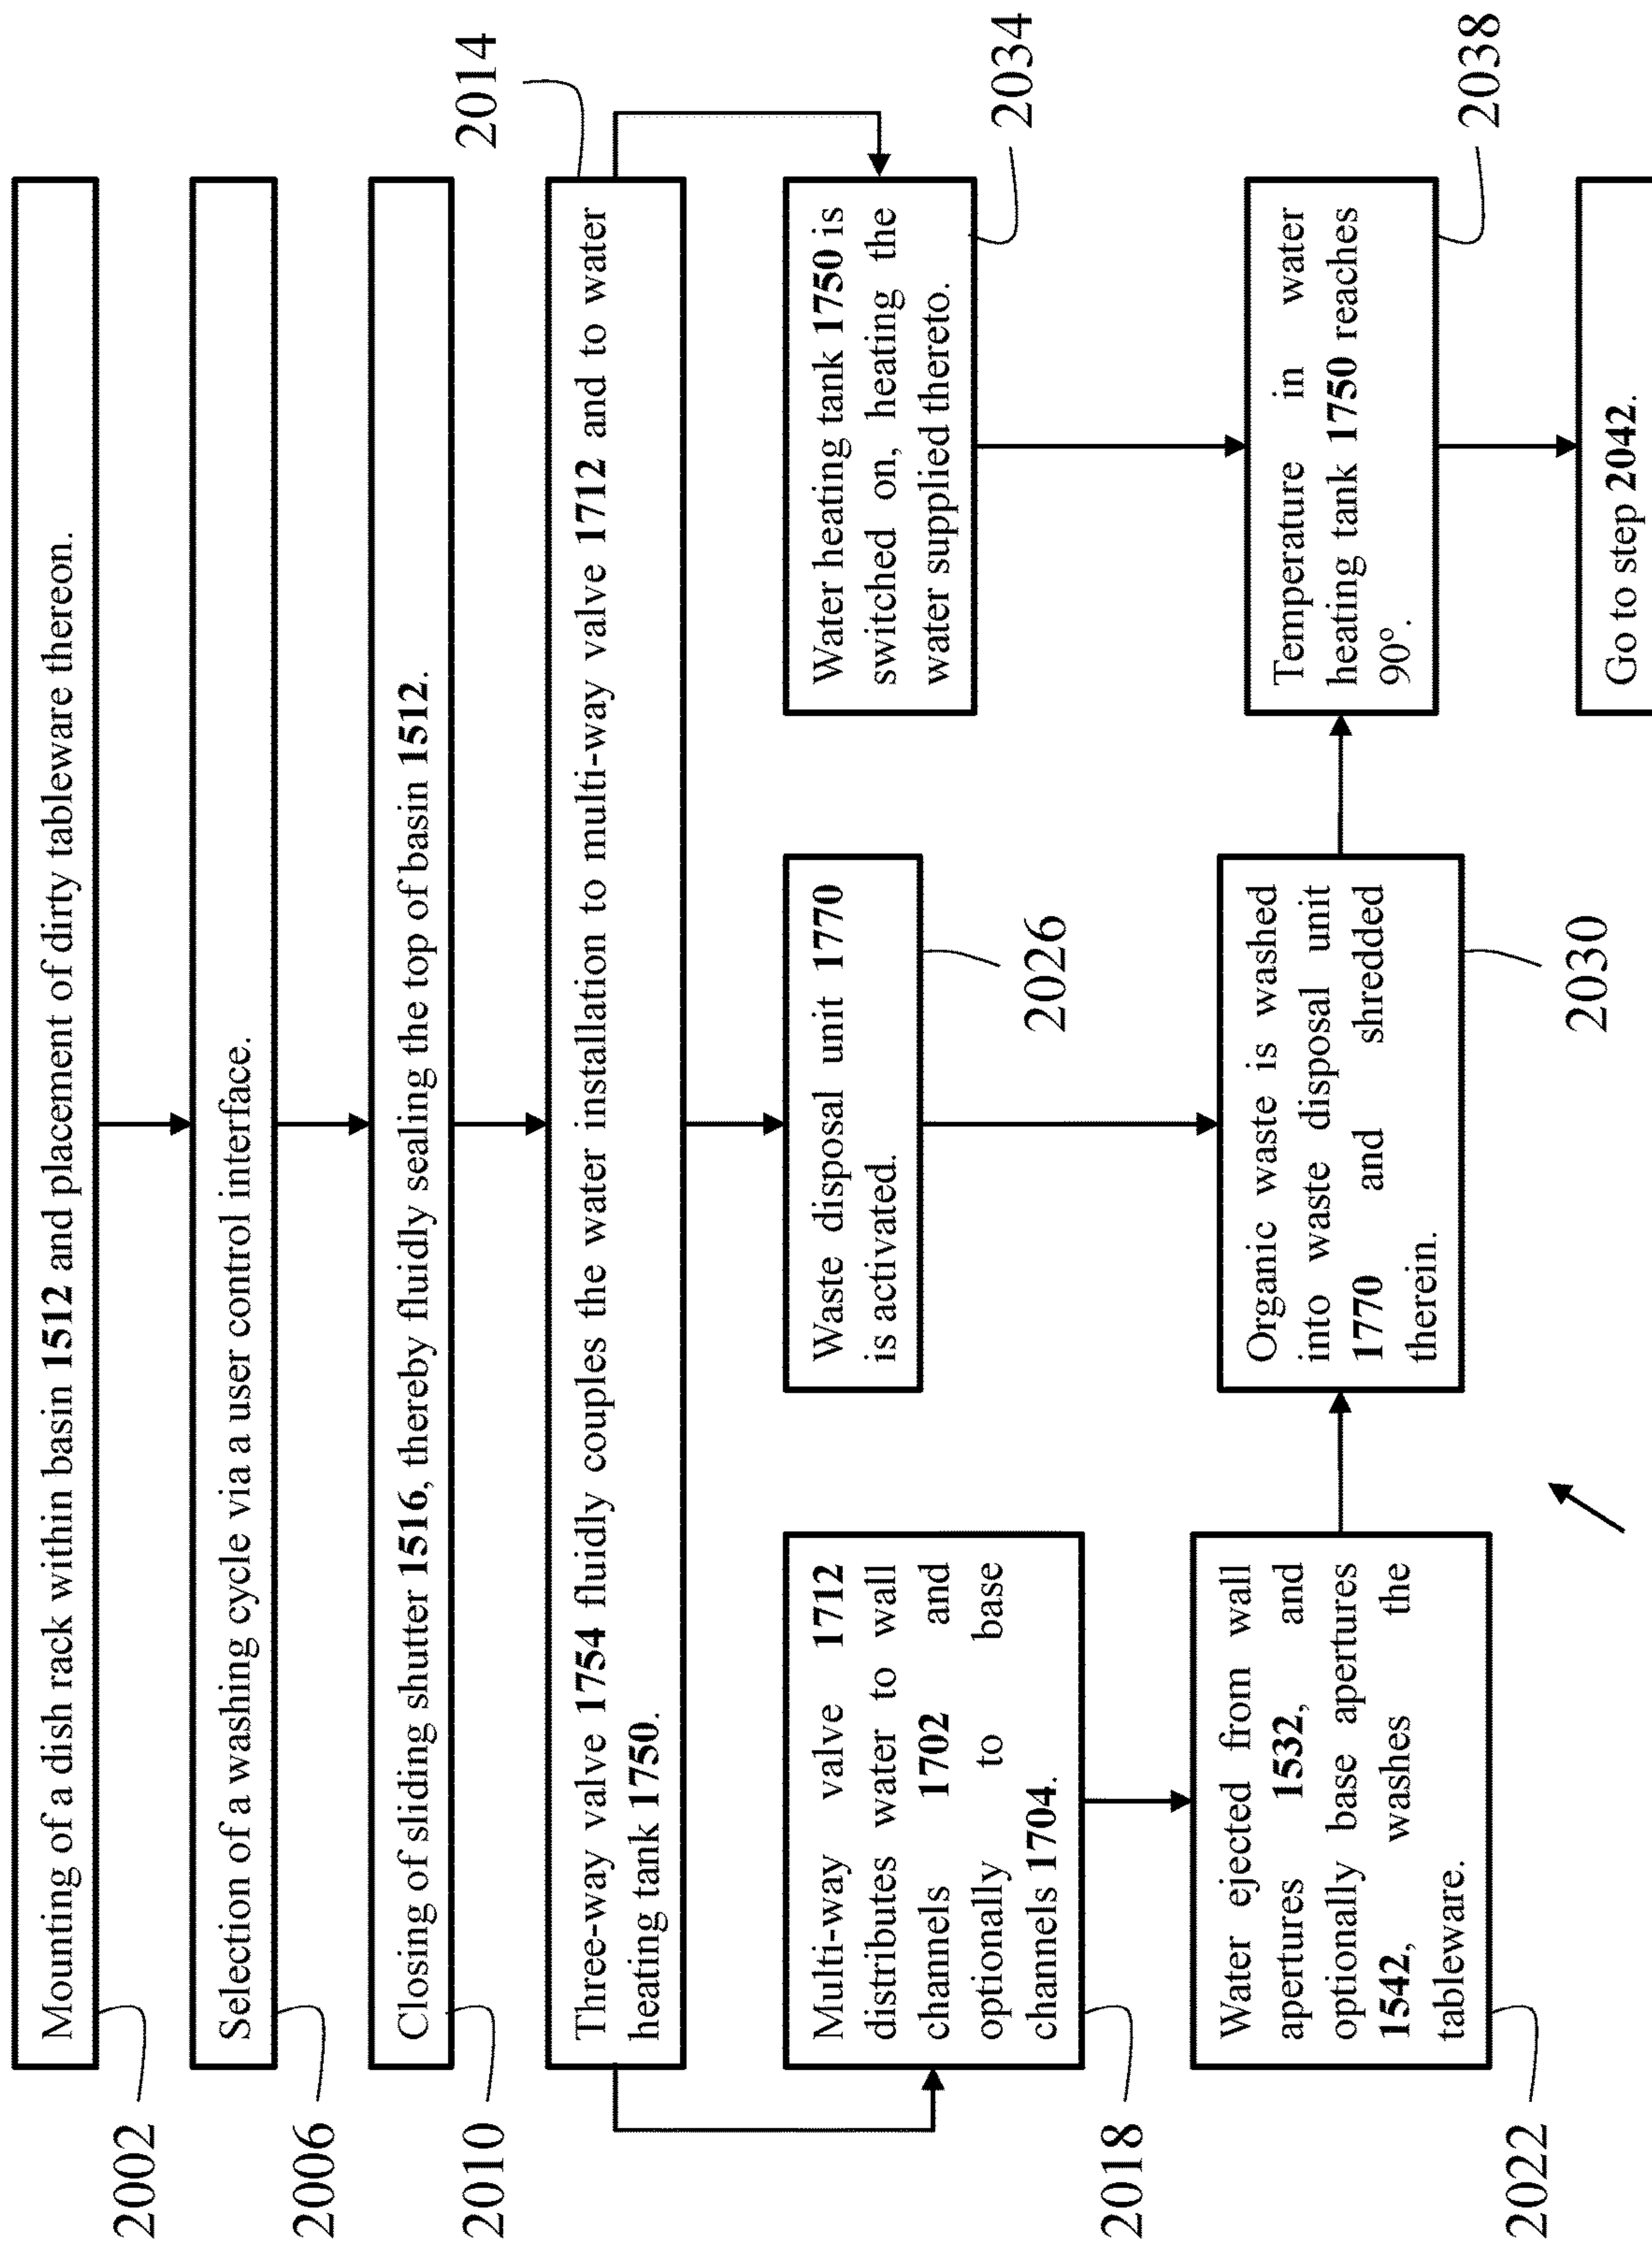 Mounting of a dish rack within basin 1512 and placement of dirty tableware thereon.
2002
Selection of a washing cycle via a user control interface.
2006
Closing of sliding shutter 1516, thereby fluidly sealing the top of basin 1512.
2010
Three-way valve 1754 fluidly couples the water installation to multi-way valve 1712 and to water
heating tank 1750.
2014
Multi-way valve 1712
distributes water to wall
channels 1702 and
optionally to base
channels 1704.
2018
Water ejected from wall
apertures 1532, and
optionally base apertures
1542, washes the
tableware.
2022
Waste disposal unit 1770
is activated.
2026
Organic waste is washed
into waste disposal unit
1770 and shredded
therein.
2030
Water heating tank 1750 is
switched on, heating the
water supplied thereto.
2034
Temperature in water
heating tank 1750 reaches
90°.
2038
Go to step 2042.